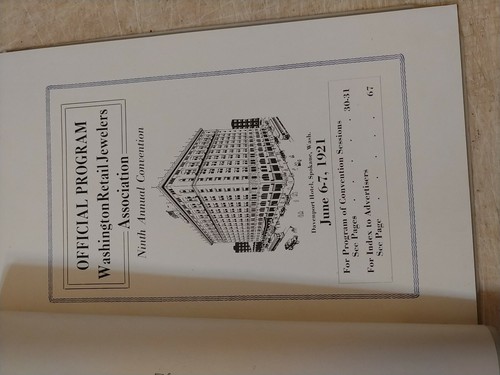 OFFICIAL PROGRAM
Washington Retail Jewelers
Association
Ninth Annual Convention
Davenport Hotel, Spokane, Wash.
June 6-7, 1921
For Program of Convention Sessions
See Pages . . . . . . 30-31
For Index to Advertisers
See Page . . . . . . 67